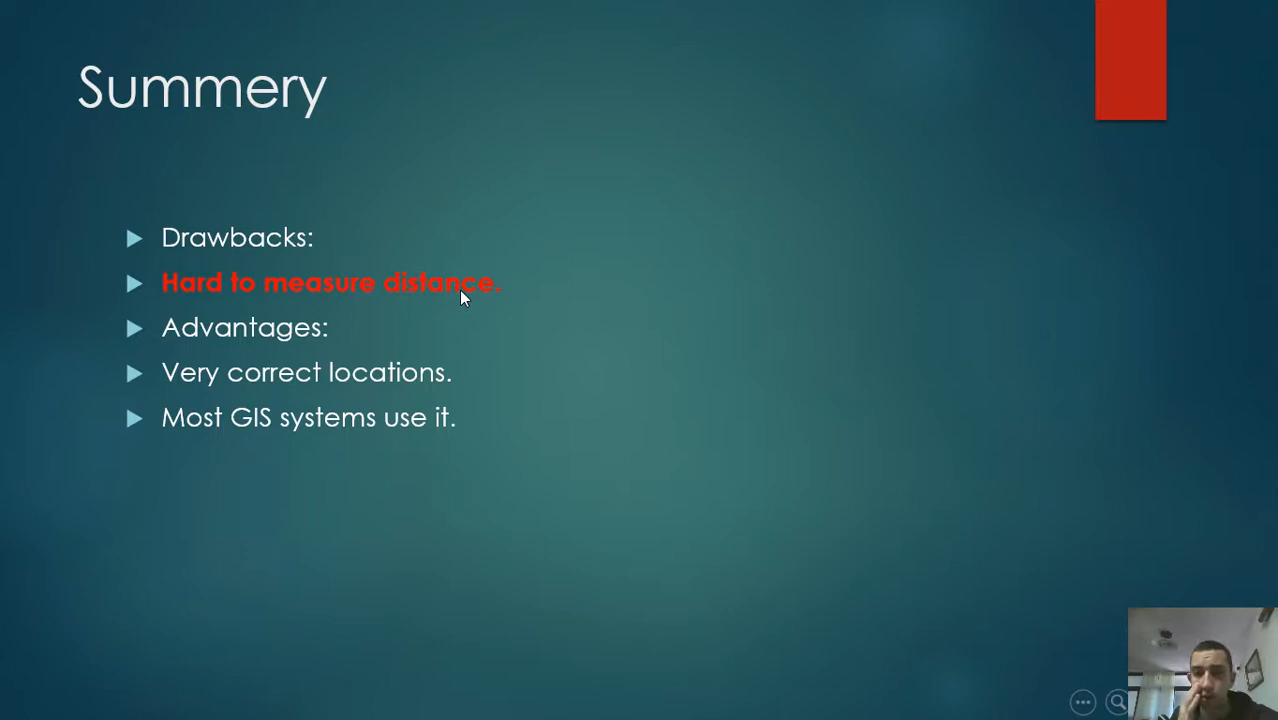 Summery
Drawbacks:
Hard to measure distance.
Advantages:
Very correct locations.
Most GIS systems use it.